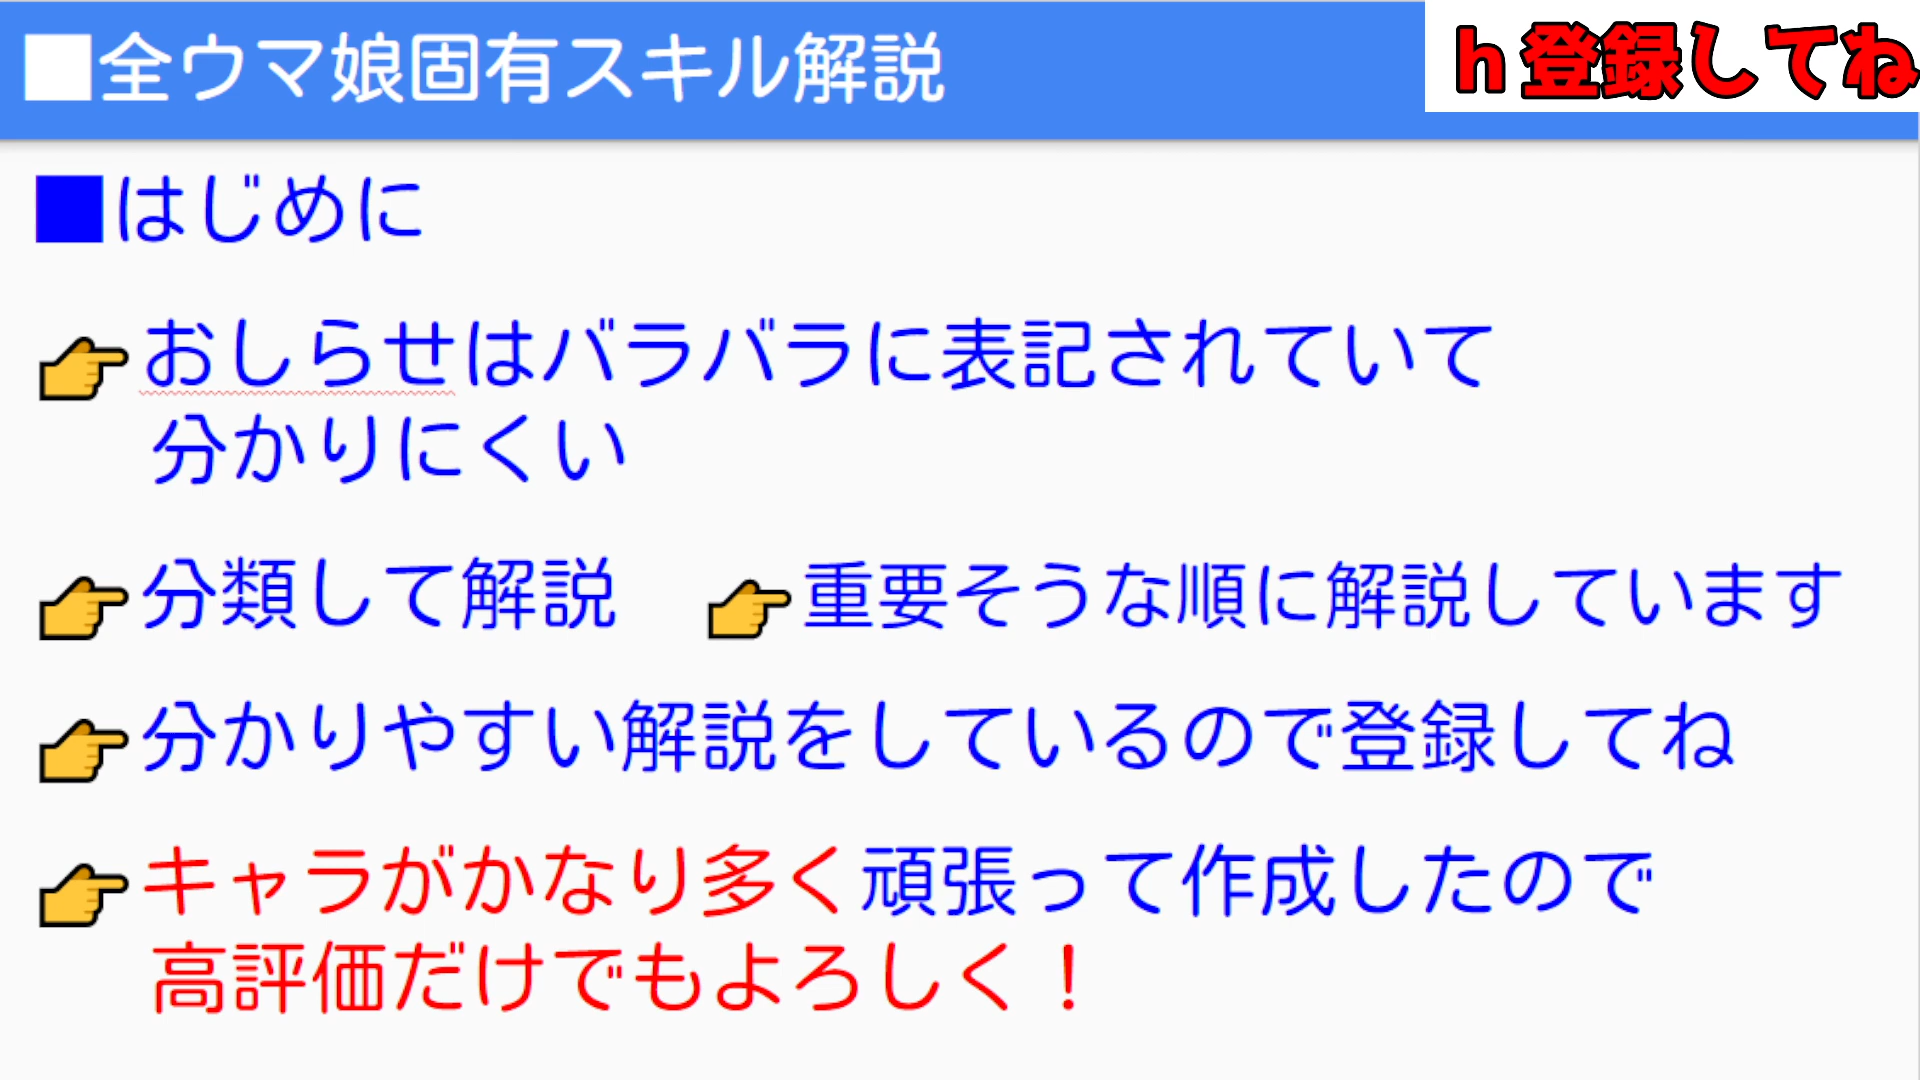 ■全ウマ娘固有スキル解説
h登録してね
■はじめに
👉おしらせはバラバラに表記されていて
分かりにくい
👉分類して解説 👉重要そうな順に解説しています
👉分かりやすい解説をしているので登録してね
👉キャラがかなり多く頑張って作成したので
高評価だけでもよろしく！